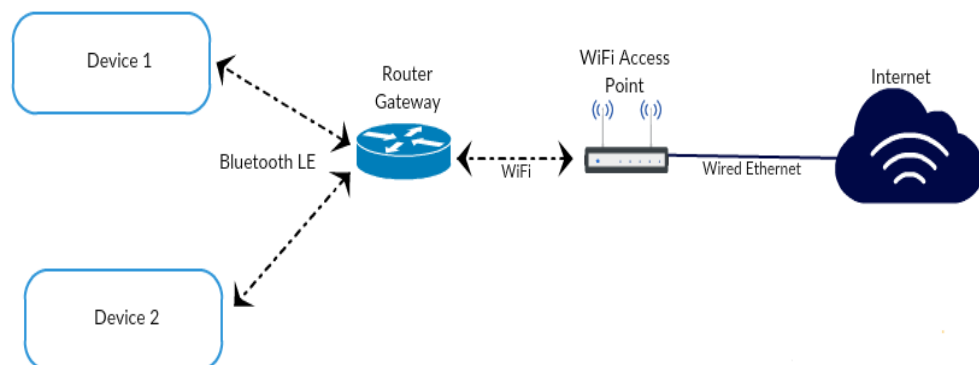 Device 1
Router
Gateway
WiFi Access
Point
Internet
Bluetooth LE
WiFi
Wired Ethernet
Device 2